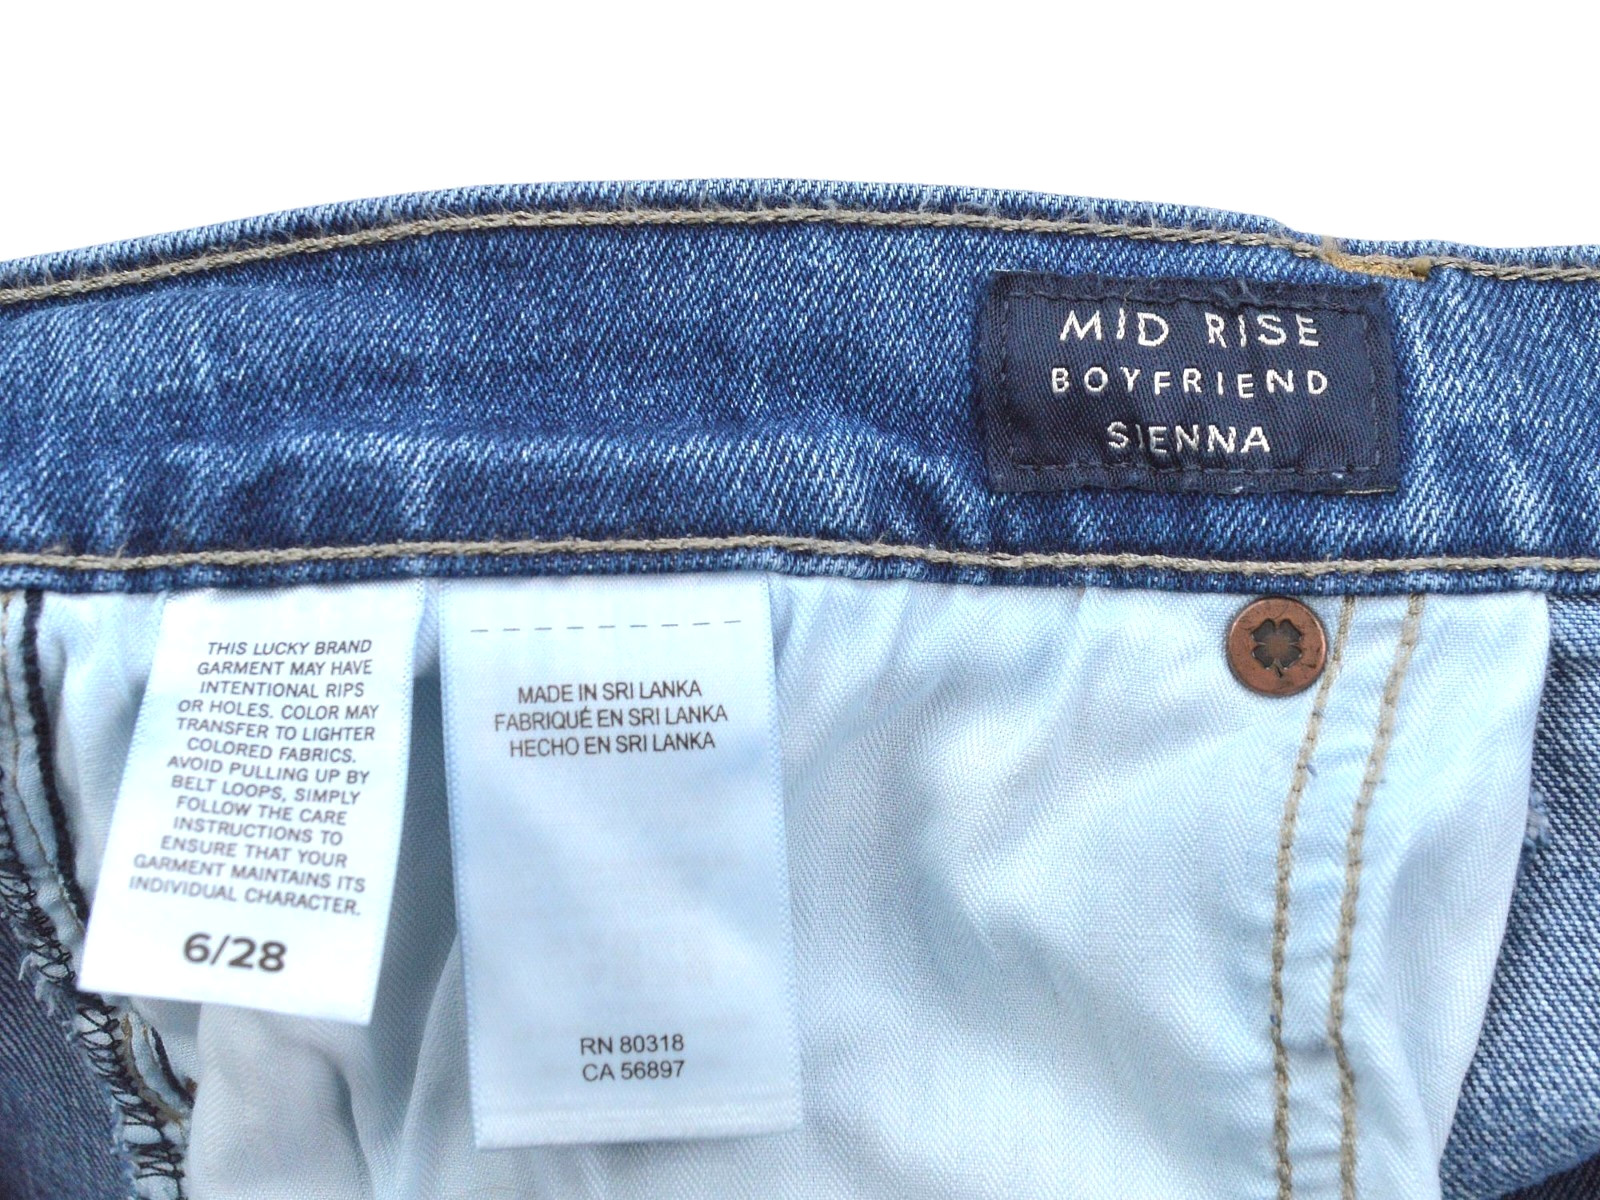 MID RISE
BOYFRIEND
SIENNA
THIS LUCKY BRAND
GARMENT MAY HAVE
INTENTIONAL RIPS
OR HOLES. COLOR MAY
TRANSFER TO LIGHTER
COLORED FABRICS.
AVOID PULLING UP BY
BELT LOOPS, SIMPLY
FOLLOW THE CARE
INSTRUCTIONS TO
ENSURE THAT YOUR
GARMENT MAINTAINS ITS
INDIVIDUAL CHARACTER.
6/28
MADE IN SRI LANKA
FABRIQUÉ EN SRI LANKA
HECHO EN SRI LANKA
RN 80318
CA 56897